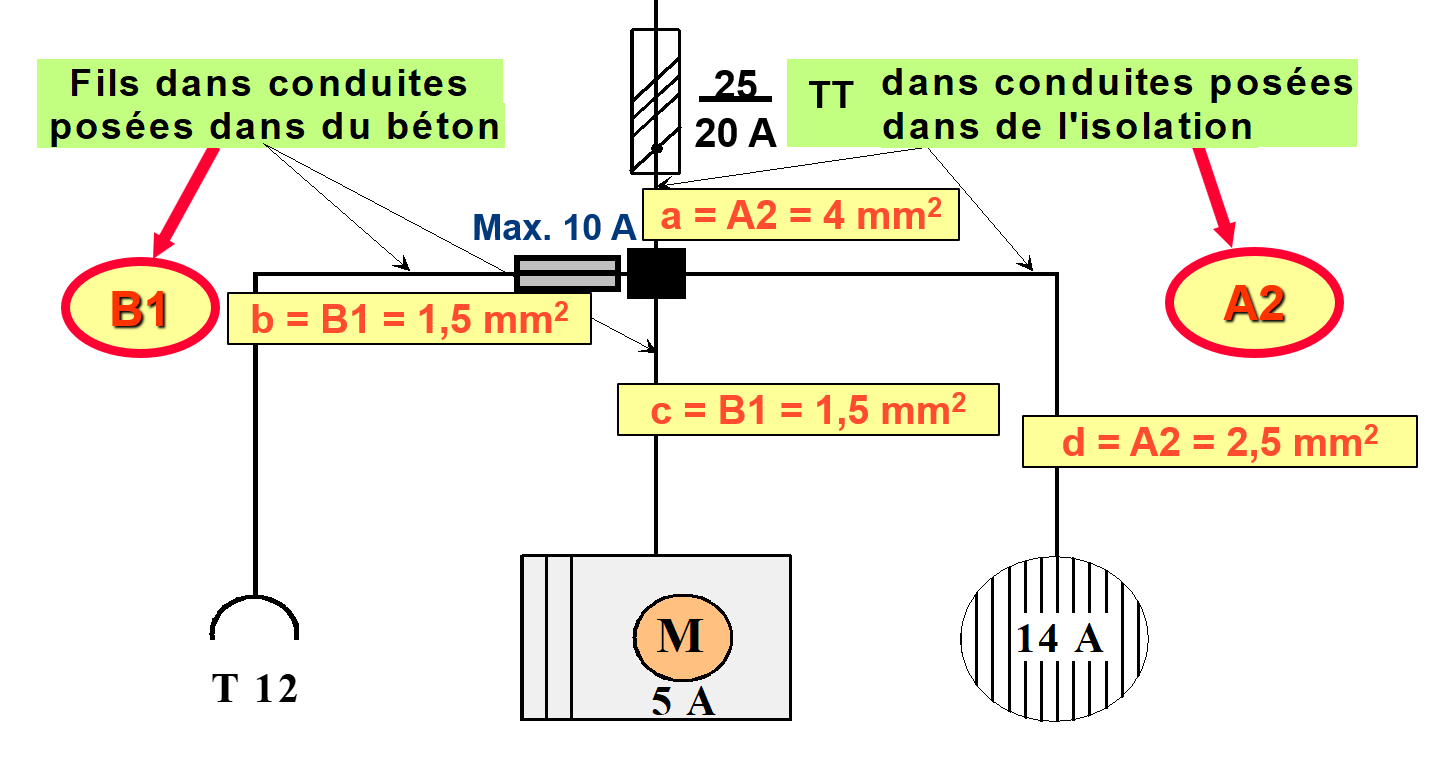 Fils dans conduites
posées dans du béton
25
20 A
TT dans conduites posées
dans de l'isolation
a = A2 = 4 mm²
Max. 10 A
B1
A2
b = B1 = 1,5 mm²
c = B1 = 1,5 mm²
d = A2 = 2,5 mm²
M
5 A
14 A
T 12